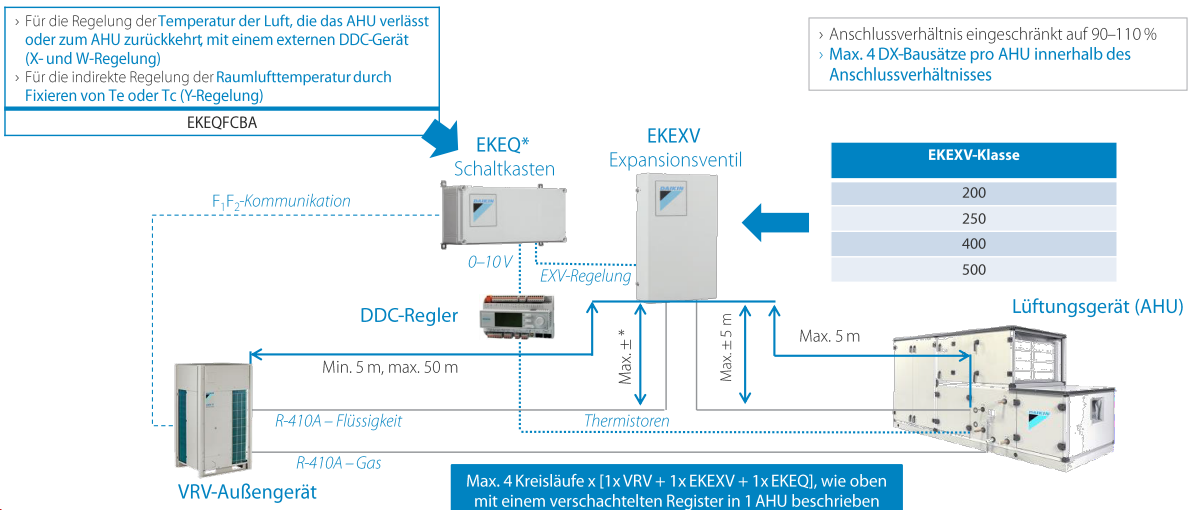 › Für die Regelung der Temperatur der Luft, die das AHU verlässt
oder zum AHU zurückkehrt, mit einem externen DDC-Gerät
(X- und W-Regelung)
› Für die indirekte Regelung der Raumlufttemperatur durch
Fixieren von Te oder Tc (Y-Regelung)
EKEQFCBA
› Anschlussverhältnis eingeschränkt auf 90–110 %
› Max. 4 DX-Bausätze pro AHU innerhalb des
Anschlussverhältnisses
EKEQ*
Schaltkasten
EKEXV
Expansionsventil
EKEXV-Klasse
200
250
400
500
F₁F₂-Kommunikation
DAIKIN
DAIKIN
0–10 V
EXV-Regelung
DDC-Regler
Lüftungsgerät (AHU)
Min. 5 m, max. 50 m
Max. ± *
Max. ± 5 m
Max. 5 m
R-410A – Flüssigkeit
Thermistoren
R-410A – Gas
VRV-Außengerät
Max. 4 Kreisläufe x [1x VRV + 1x EKEXV + 1x EKEQ], wie oben
mit einem verschachtelten Register in 1 AHU beschrieben